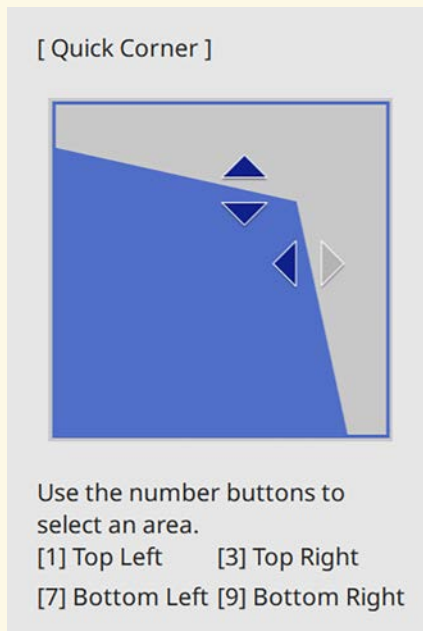 [ Quick Corner ]
Use the number buttons to
select an area.
[1] Top Left [3] Top Right
[7] Bottom Left [9] Bottom Right